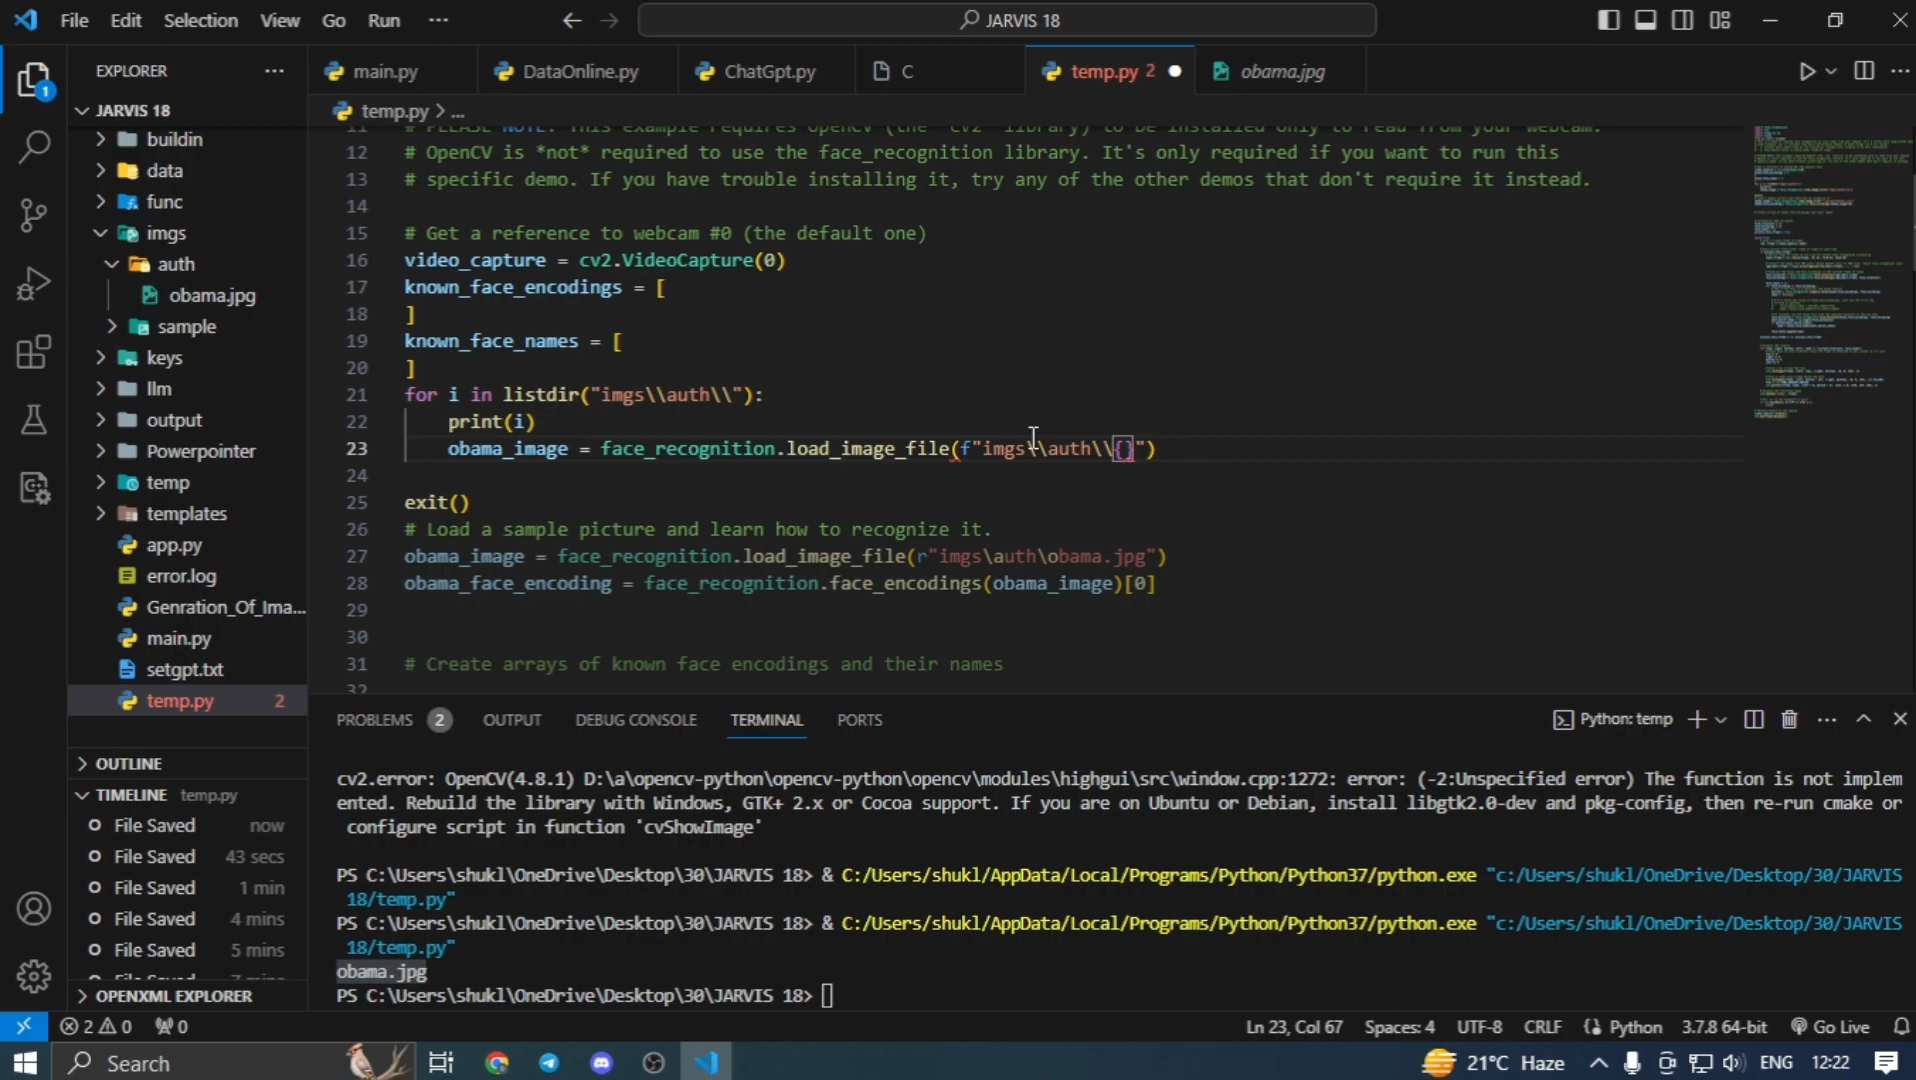 File Edit Selection View Go Run ··· JARVIS 18
EXPLORER ···
main.py
DataOnline.py
ChatGpt.py
C
temp.py 2
obama.jpg
JARVIS 18
temp.py > ...
buildin
data
func
imgs
auth
obama.jpg
sample
keys
llm
output
Powerpointer
temp
templates
app.py
error.log
Genration_Of_Ima...
main.py
setgpt.txt
temp.py 2
OUTLINE
TIMELINE temp.py
File Saved now
File Saved 43 secs
File Saved 1 min
File Saved 4 mins
File Saved 5 mins
OPENXML EXPLORER
12 # OpenCV is *not* required to use the face_recognition library. It's only required if you want to run this
13 # specific demo. If you have trouble installing it, try any of the other demos that don't require it instead.
14
15 # Get a reference to webcam #0 (the default one)
16 video_capture = cv2.VideoCapture(0)
17 known_face_encodings = [
18 ]
19 known_face_names = [
20 ]
21 for i in listdir("imgs\\auth\\"):
22 print(i)
23 obama_image = face_recognition.load_image_file(f"imgs\\auth\\{}")
24
25 exit()
26 # Load a sample picture and learn how to recognize it.
27 obama_image = face_recognition.load_image_file(r"imgs\auth\obama.jpg")
28 obama_face_encoding = face_recognition.face_encodings(obama_image)[0]
29
30
31 # Create arrays of known face encodings and their names
32
PROBLEMS 2 OUTPUT DEBUG CONSOLE TERMINAL PORTS Python: temp
cv2.error: OpenCV(4.8.1) D:\a\opencv-python\opencv-python\opencv\modules\highgui\src\window.cpp:1272: error: (-2:Unspecified error) The function is not implem
ented. Rebuild the library with Windows, GTK+ 2.x or Cocoa support. If you are on Ubuntu or Debian, install libgtk2.0-dev and pkg-config, then re-run cmake or
configure script in function 'cvShowImage'
PS C:\Users\shukl\OneDrive\Desktop\30\JARVIS 18> & C:/Users/shukl/AppData/Local/Programs/Python/Python37/python.exe "c:/Users/shukl/OneDrive/Desktop/30/JARVIS
18/temp.py"
PS C:\Users\shukl\OneDrive\Desktop\30\JARVIS 18> & C:/Users/shukl/AppData/Local/Programs/Python/Python37/python.exe "c:/Users/shukl/OneDrive/Desktop/30/JARVIS
18/temp.py"
obama.jpg
PS C:\Users\shukl\OneDrive\Desktop\30\JARVIS 18>
2 0 0 Ln 23, Col 67 Spaces: 4 UTF-8 CRLF Python 3.7.8 64-bit Go Live
Search 21°C Haze ENG 12:22